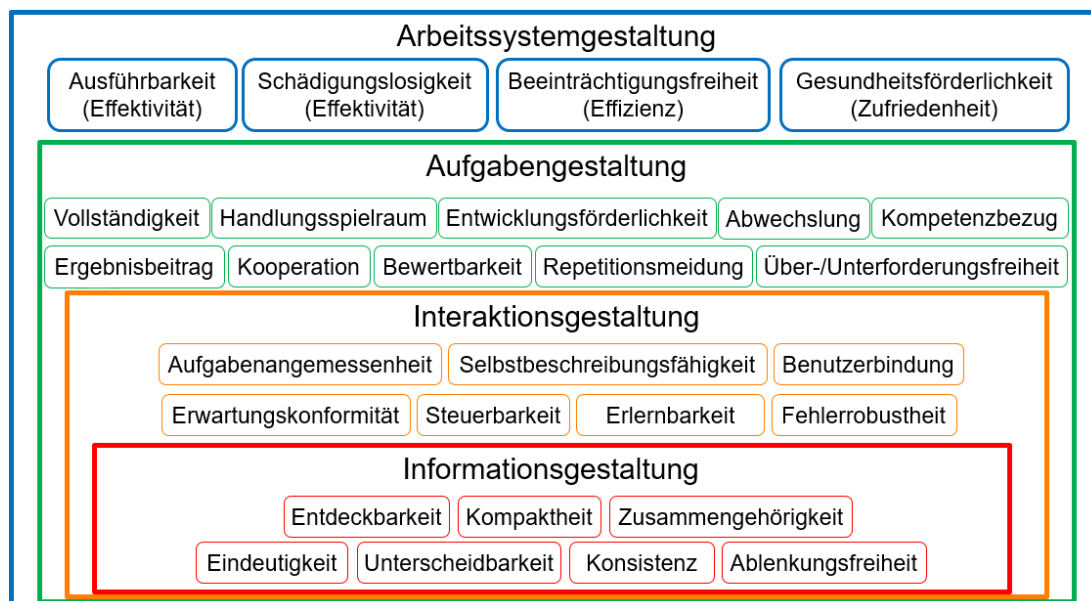 Arbeitssystemgestaltung
Ausführbarkeit
(Effektivität)
Schädigungslosigkeit
(Effektivität)
Beeinträchtigungsfreiheit
(Effizienz)
Gesundheitsförderlichkeit
(Zufriedenheit)
Aufgabengestaltung
Vollständigkeit Handlungsspielraum Entwicklungsförderlichkeit Abwechslung Kompetenzbezug
Ergebnisbeitrag Kooperation Bewertbarkeit Repetitionsmeidung Über-/Unterforderungsfreiheit
Interaktionsgestaltung
Aufgabenangemessenheit Selbstbeschreibungsfähigkeit Benutzerbindung
Erwartungskonformität Steuerbarkeit Erlernbarkeit Fehlerrobustheit
Informationsgestaltung
Entdeckbarkeit Kompaktheit Zusammengehörigkeit
Eindeutigkeit Unterscheidbarkeit Konsistenz Ablenkungsfreiheit